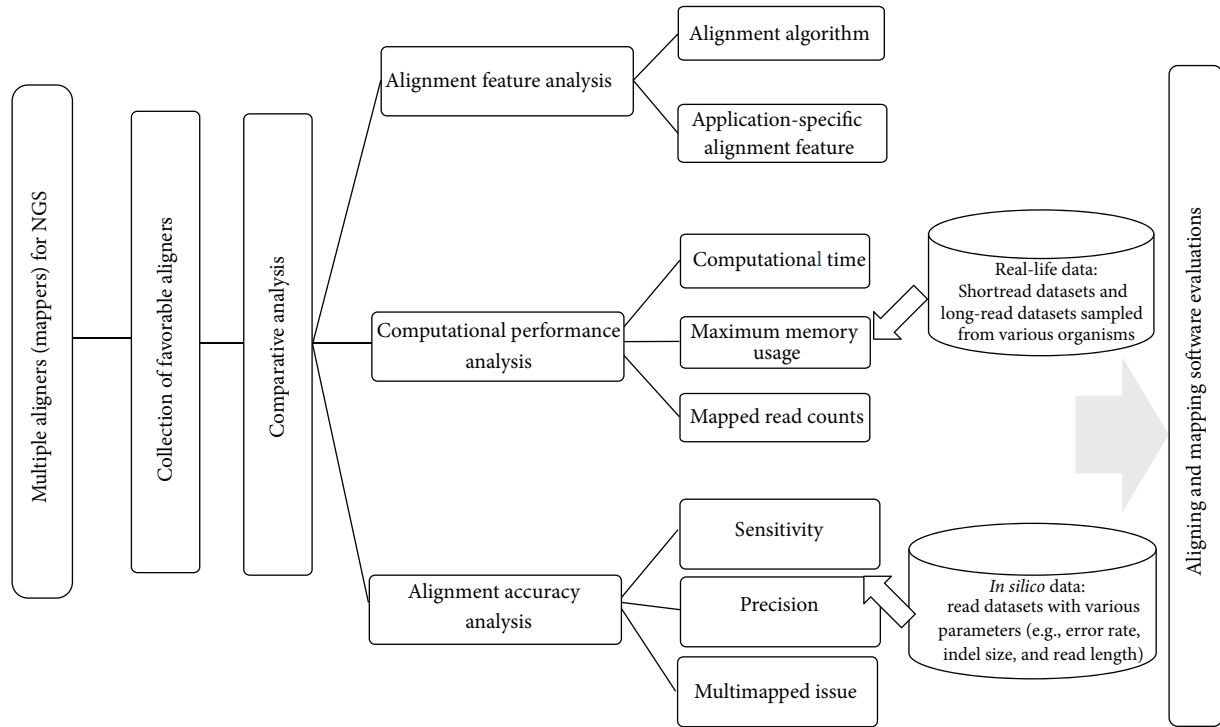 Multiple aligners (mappers) for NGS
Collection of favorable aligners
Comparative analysis
Alignment feature analysis
Alignment algorithm
Application-specific
alignment feature
Computational performance
analysis
Computational time
Maximum memory
usage
Mapped read counts
Real-life data:
Shortread datasets and
long-read datasets sampled
from various organisms
Alignment accuracy
analysis
Sensitivity
Precision
Multimapped issue
In silico data:
read datasets with various
parameters (e.g., error rate,
indel size, and read length)
Aligning and mapping software evaluations